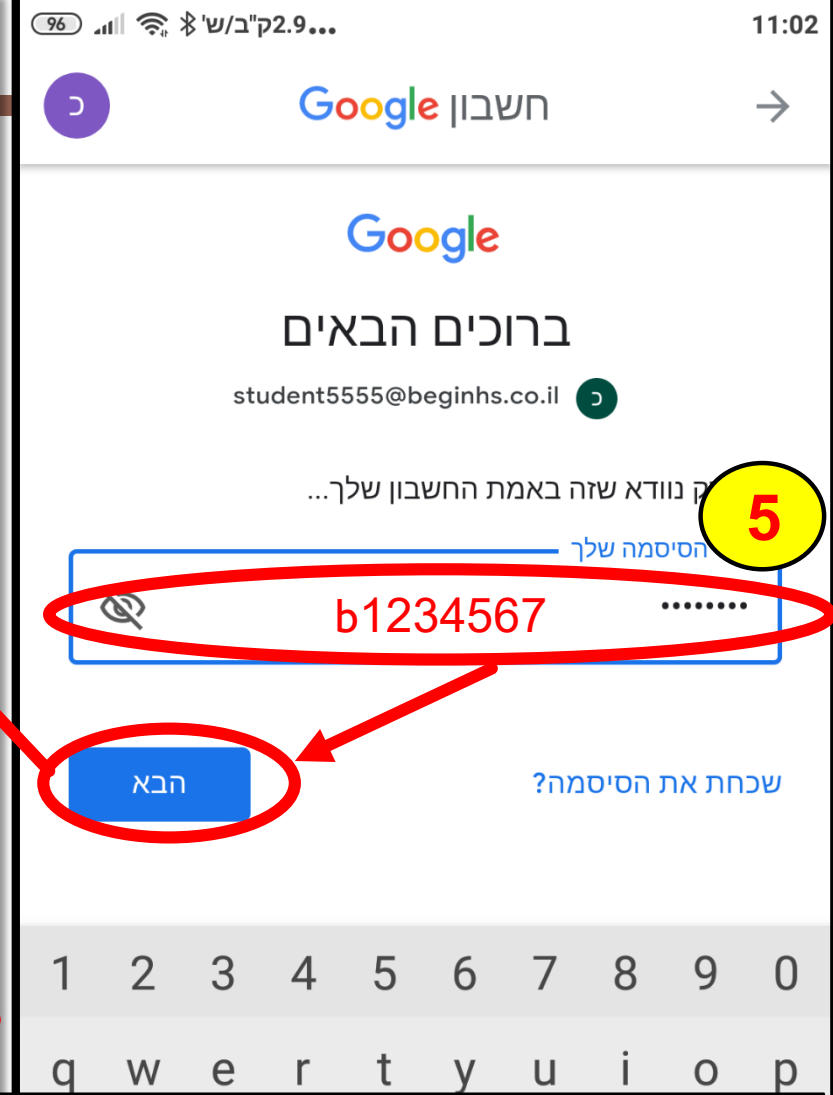 11:02
...2.9ק"ב/ש'
96
חשבון Google
כ
Google
ברוכים הבאים
student5555@beginhs.co.il
כ
נוודא שזה באמת החשבון שלך...
5
הסיסמה שלך
b1234567
••••••••
הבא
שכחת את הסיסמה?
1 2 3 4 5 6 7 8 9 0
q w e r t y u i o p